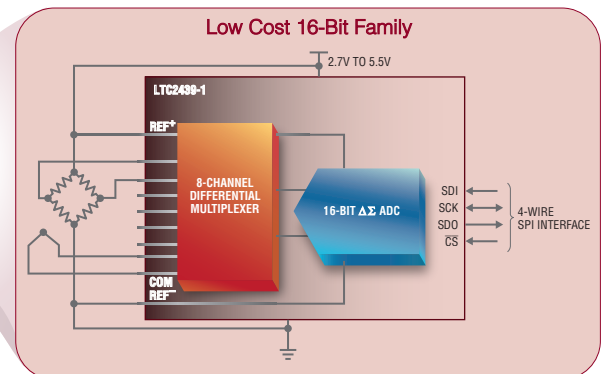 Low Cost 16-Bit Family
2.7V TO 5.5V
LTC2439-1
REF+
8-CHANNEL
DIFFERENTIAL
MULTIPLEXER
16-BIT ΔΣ ADC
SDI
SCK
SDO
CS
4-WIRE
SPI INTERFACE
COM
REF–